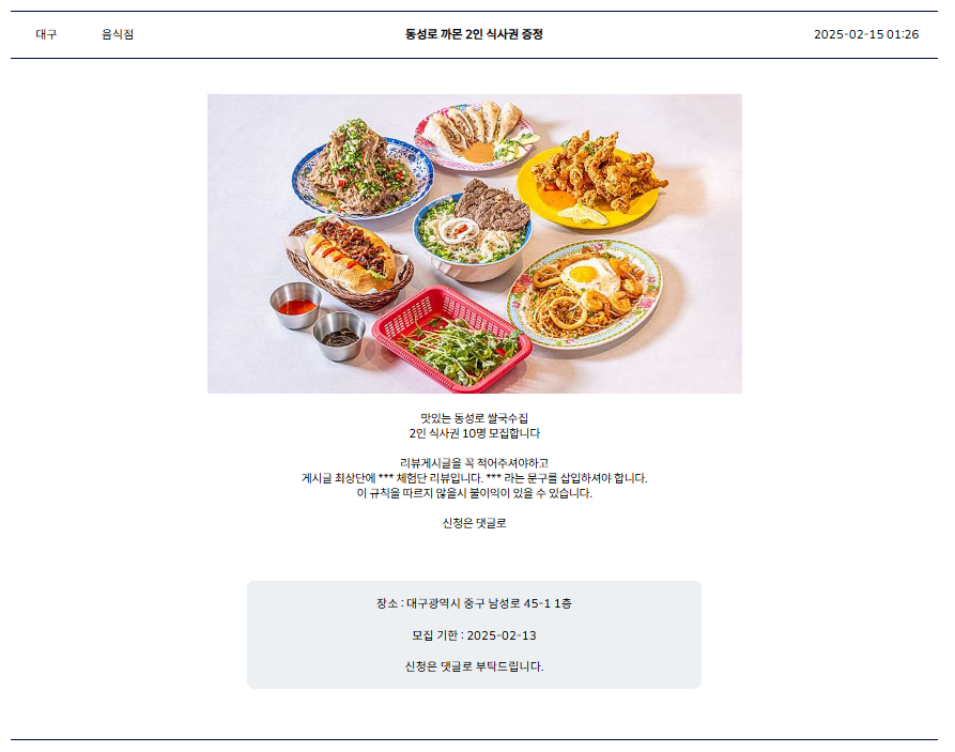 대구 음식점 동성로 까몬 2인 식사권 증정 2025-02-15 01:26
맛있는 동성로 쌀국수집
2인 식사권 10명 모집합니다
리뷰게시글을 꼭 적어주셔야하고
게시글 최상단에 *** 체험단 리뷰입니다. *** 라는 문구를 삽입하셔야 합니다.
이 규칙을 따르지 않을시 불이익이 있을 수 있습니다.
신청은 댓글로
장소 : 대구광역시 중구 남성로 45-1 1층
모집 기한 : 2025-02-13
신청은 댓글로 부탁드립니다.